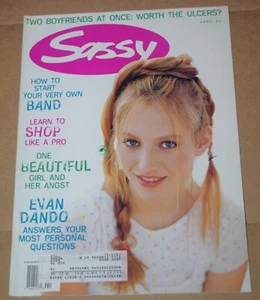 TWO BOYFRIENDS AT ONCE: WORTH THE ULCERS?
APRIL
Sassy
HOW TO
START
YOUR VERY OWN
BAND
LEARN TO
SHOP
LIKE A PRO
ONE
BEAUTIFUL
GIRL AND
HER ANGST
EVAN
DANDO
ANSWERS, YOUR
MOST PERSONAL
QUESTIONS